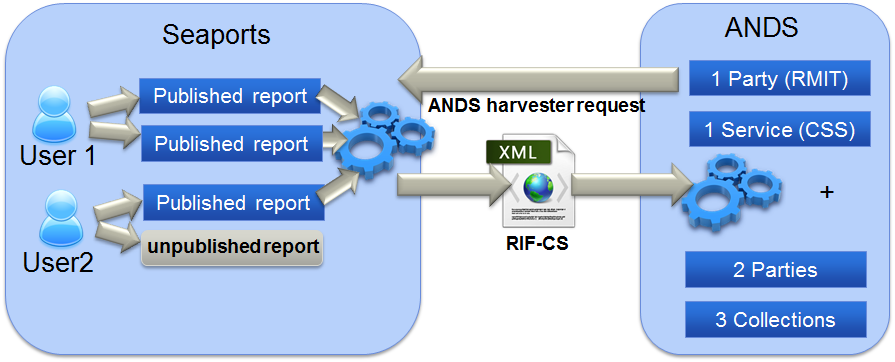 Seaports
User 1
Published report
Published report
User2
Published report
unpublished report
ANDS harvester request
XML
RIF-CS
ANDS
1 Party (RMIT)
1 Service (CSS)
+
2 Parties
3 Collections